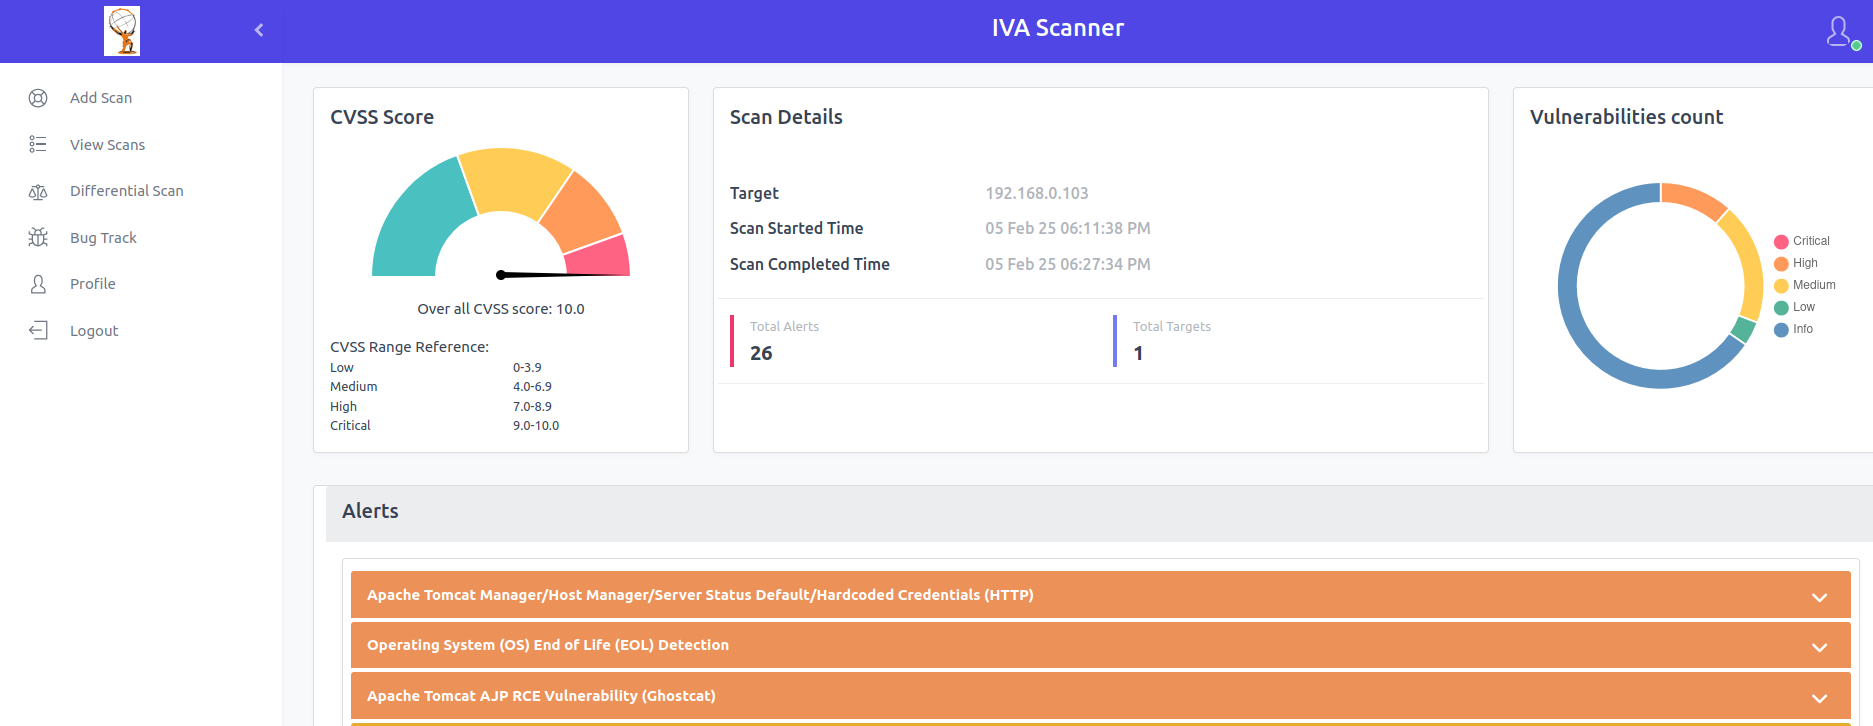 IVA Scanner
Add Scan
View Scans
Differential Scan
Bug Track
Profile
Logout
CVSS Score
Over all CVSS score: 10.0
CVSS Range Reference:
Low 0-3.9
Medium 4.0-6.9
High 7.0-8.9
Critical 9.0-10.0
Scan Details
Target 192.168.0.103
Scan Started Time 05 Feb 25 06:11:38 PM
Scan Completed Time 05 Feb 25 06:27:34 PM
Total Alerts
26
Total Targets
1
Vulnerabilities count
Critical
High
Medium
Low
Info
Alerts
Apache Tomcat Manager/Host Manager/Server Status Default/Hardcoded Credentials (HTTP)
Operating System (OS) End of Life (EOL) Detection
Apache Tomcat AJP RCE Vulnerability (Ghostcat)